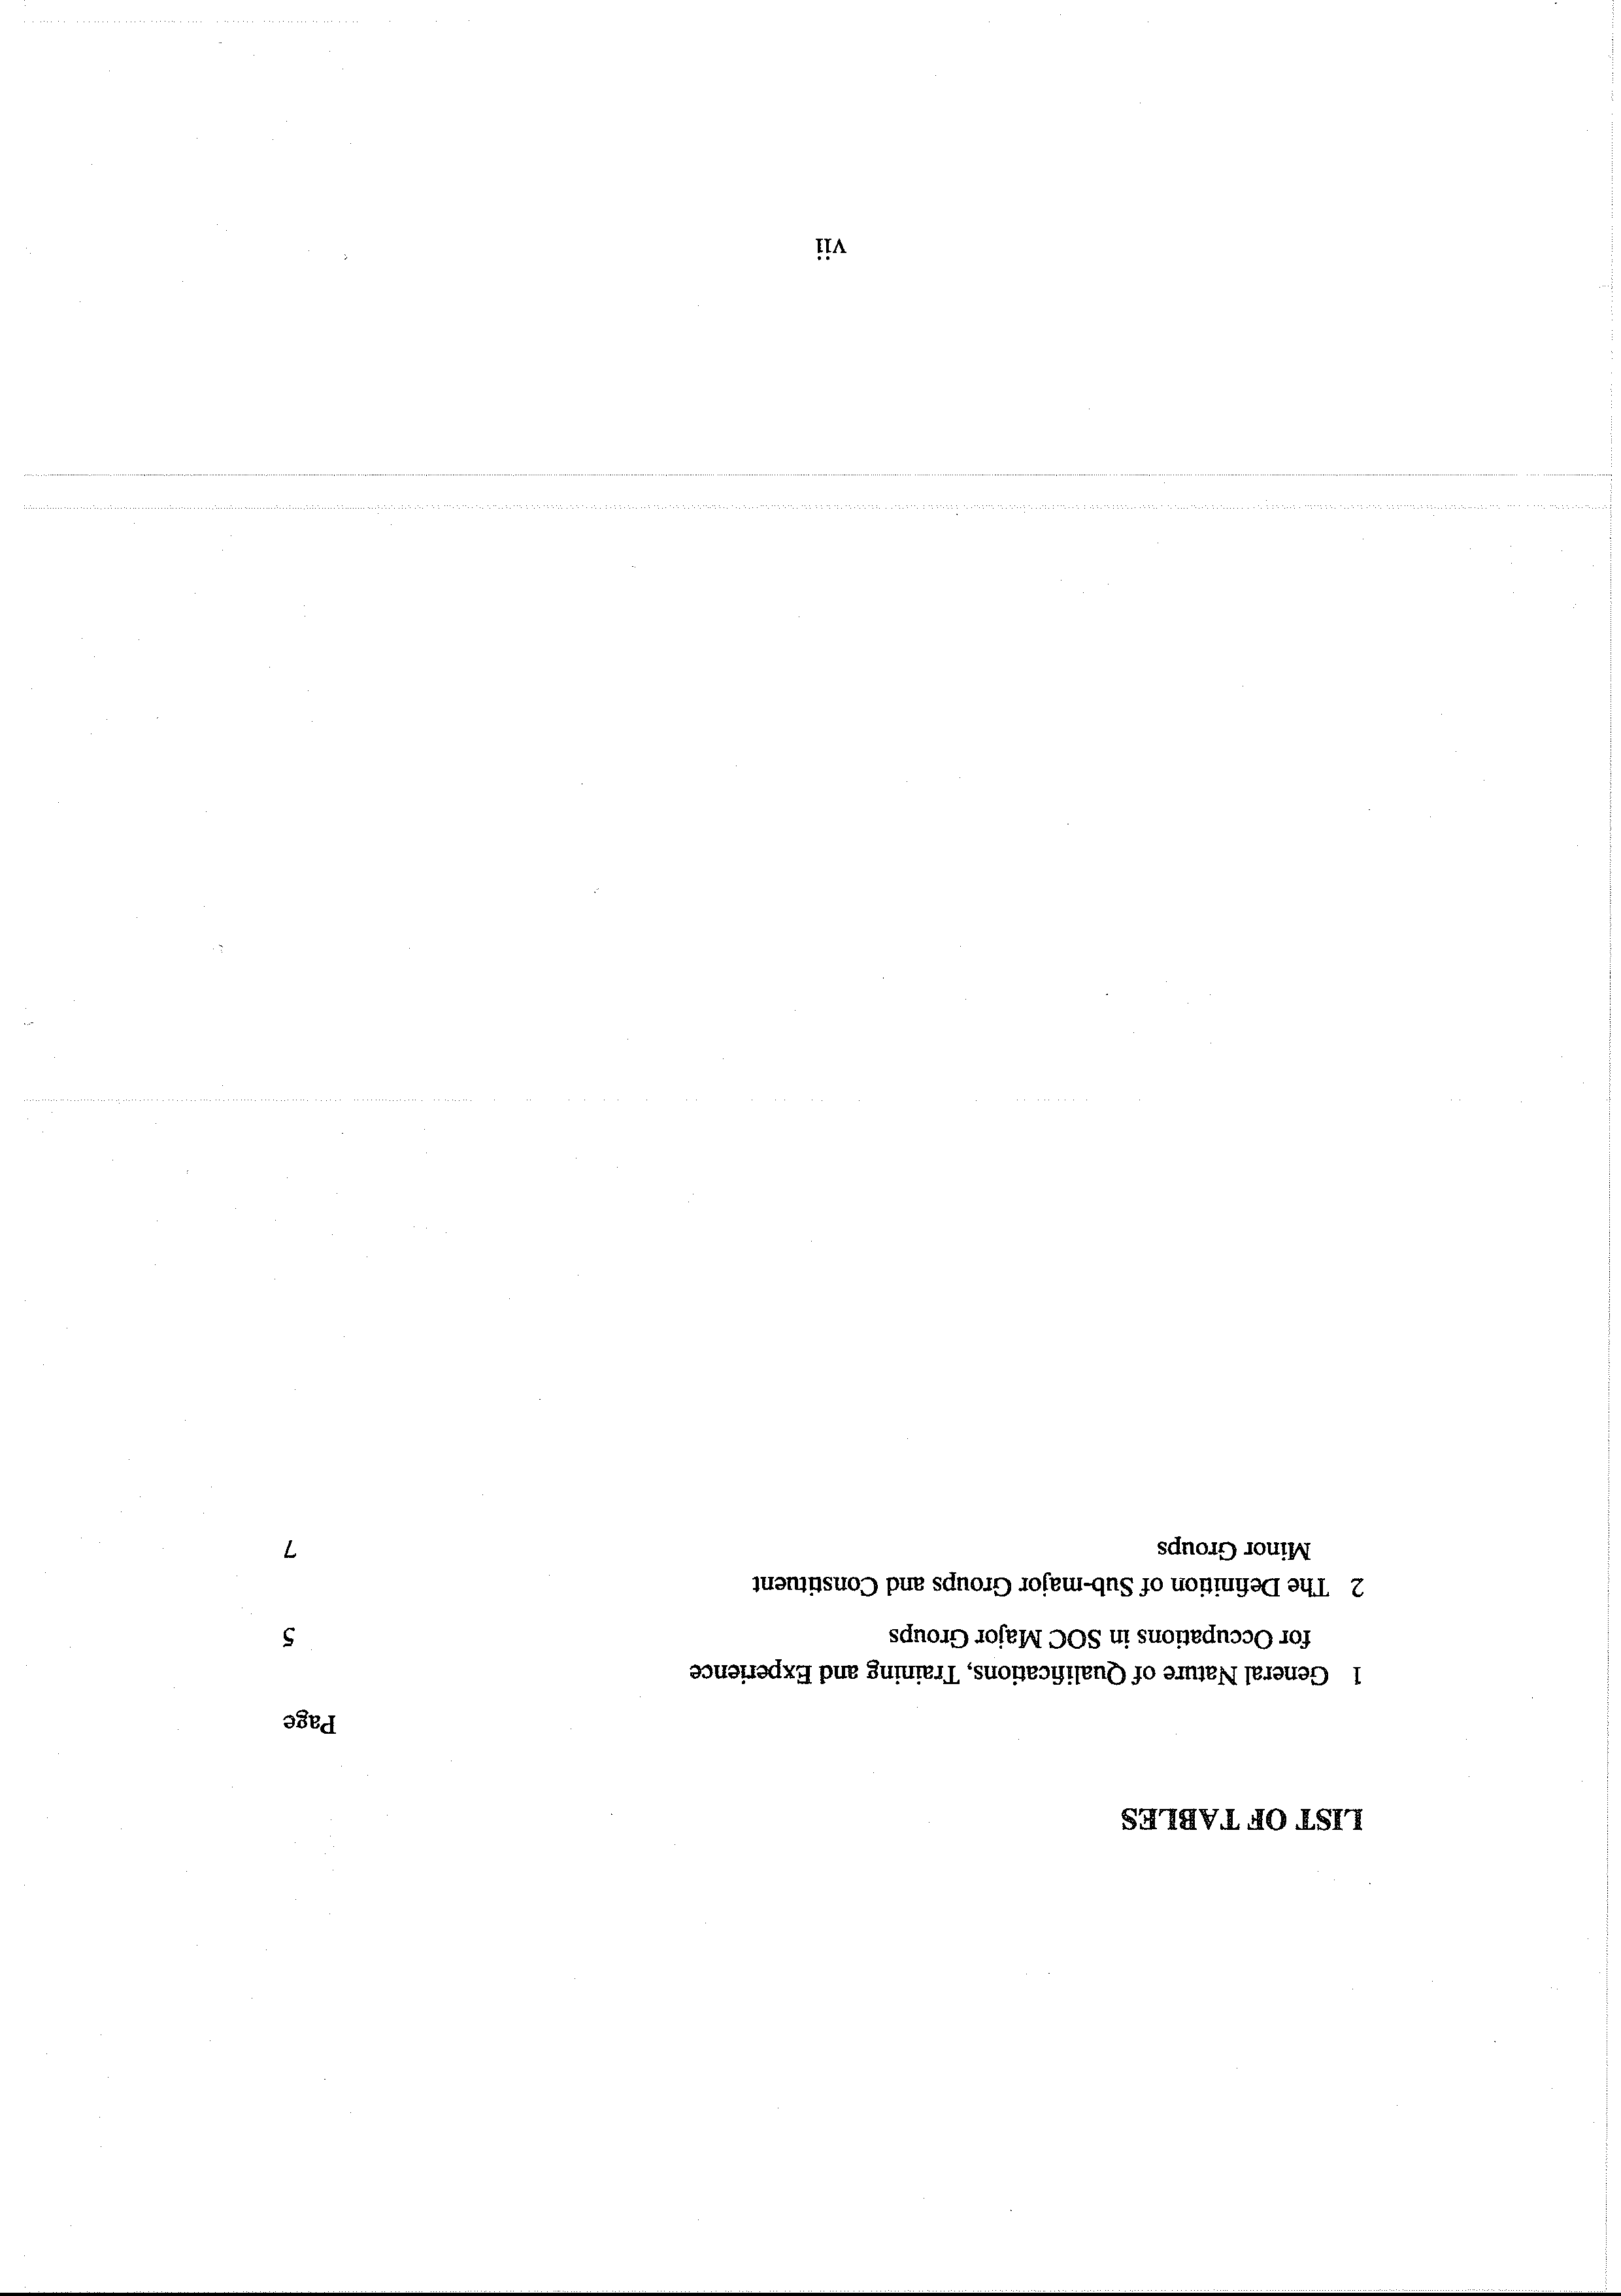 LIST OF TABLES
Page
1 General Nature of Qualifications, Training and Experience
for Occupations in SOC Major Groups 5
2 The Definition of Sub-major Groups and Constituent
Minor Groups 7
vii